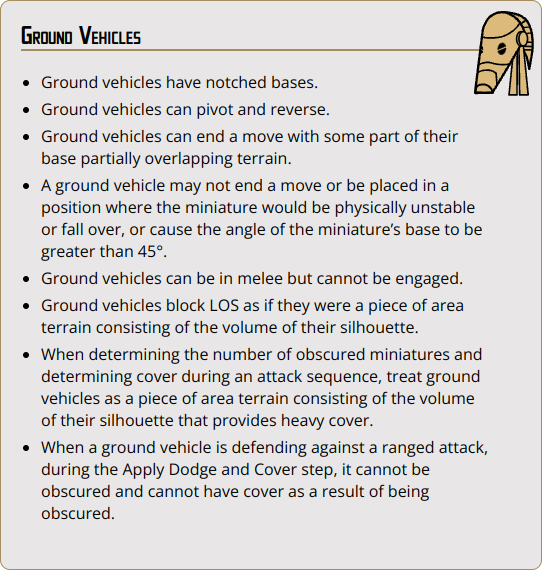 Ground Vehicles
• Ground vehicles have notched bases.
• Ground vehicles can pivot and reverse.
• Ground vehicles can end a move with some part of their
base partially overlapping terrain.
• A ground vehicle may not end a move or be placed in a
position where the miniature would be physically unstable
or fall over, or cause the angle of the miniature’s base to be
greater than 45°.
• Ground vehicles can be in melee but cannot be engaged.
• Ground vehicles block LOS as if they were a piece of area
terrain consisting of the volume of their silhouette.
• When determining the number of obscured miniatures and
determining cover during an attack sequence, treat ground
vehicles as a piece of area terrain consisting of the volume
of their silhouette that provides heavy cover.
• When a ground vehicle is defending against a ranged attack,
during the Apply Dodge and Cover step, it cannot be
obscured and cannot have cover as a result of being
obscured.